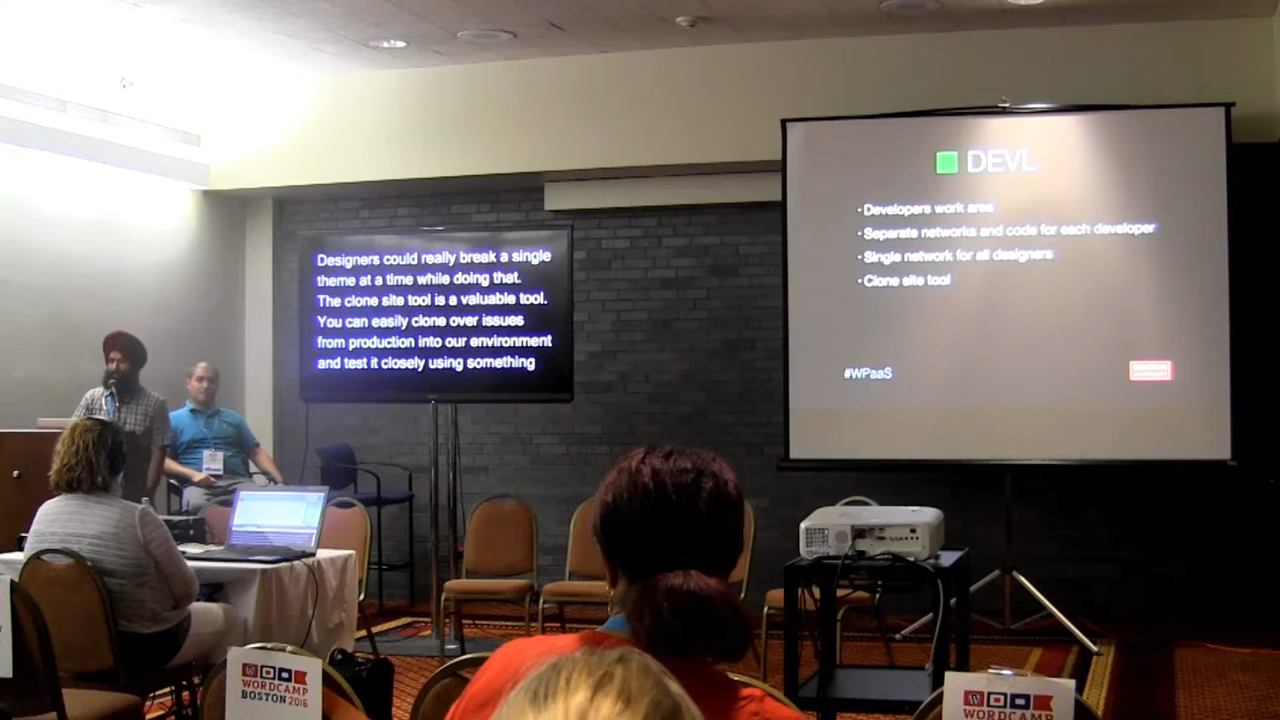 Designers could really break a single
theme at a time while doing that.
The clone site tool is a valuable tool.
You can easily clone over issues
from production into our environment
and test it closely using something
DEVL
· Developers work area
· Separate networks and code for each developer
· Single network for all designers
· Clone site tool
#WPaaS
WORDCAMP
BOSTON 2016
WORDCAMP